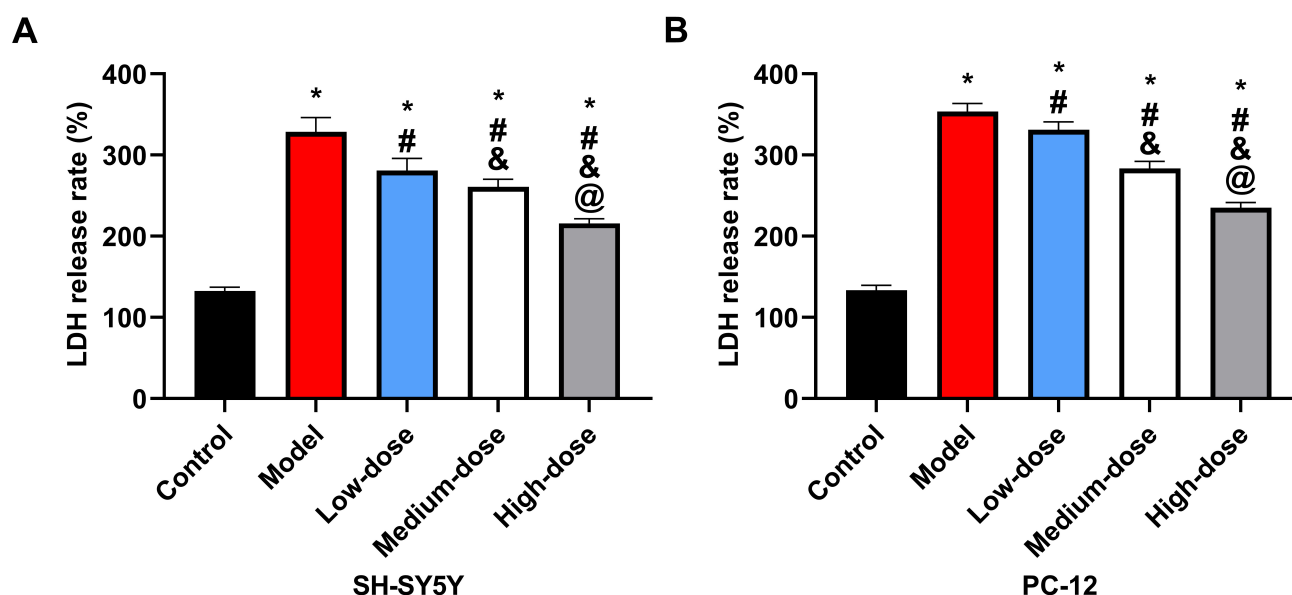 A
LDH release rate (%)
400
300
200
100
0
*
*
#
*
#
&
*
#
&
@
Control
Model
Low-dose
Medium-dose
High-dose
SH-SY5Y
B
LDH release rate (%)
400
300
200
100
0
*
*
#
*
#
&
*
#
&
@
Control
Model
Low-dose
Medium-dose
High-dose
PC-12